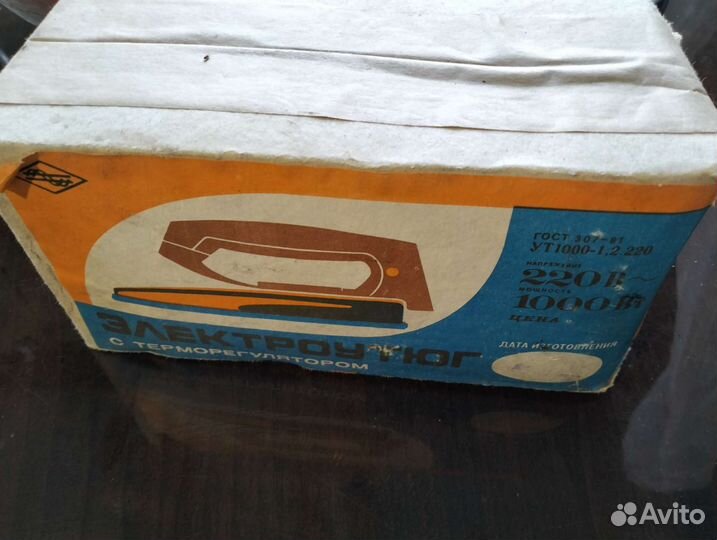 ГОСТ 307-81
УТ1000-1,2.220
НАПРЯЖЕНИЕ
220В~
МОЩНОСТЬ
1000Вт
ЦЕНА
ЭЛЕКТРОУТЮГ
С ТЕРМОРЕГУЛЯТОРОМ
ДАТА ИЗГОТОВЛЕНИЯ
Avito